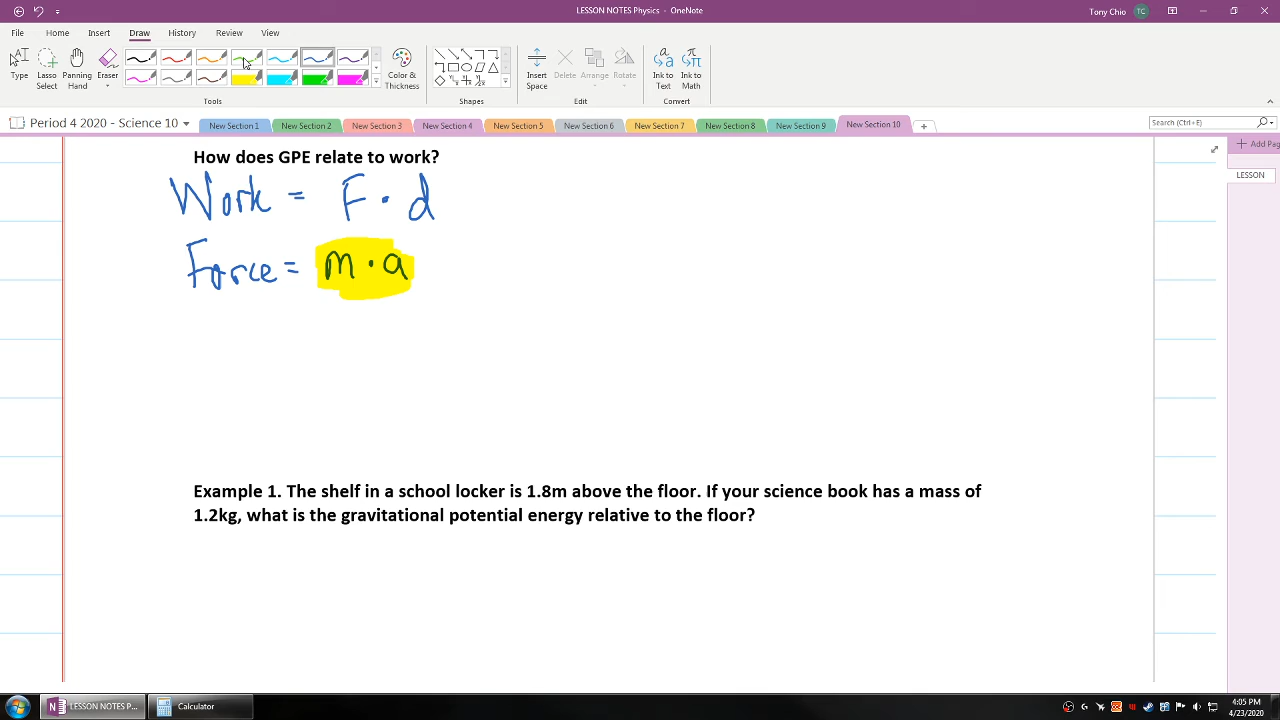 LESSON NOTES Physics - OneNote
Tony Chio TC
File Home Insert Draw History Review View
Type Lasso Select Panning Hand Eraser Color & Thickness Insert Space Delete Arrange Rotate Ink to Text Ink to Math
Tools Shapes Edit Convert
Period 4 2020 - Science 10 New Section 1 New Section 2 New Section 3 New Section 4 New Section 5 New Section 6 New Section 7 New Section 8 New Section 9 New Section 10 Search (Ctrl+E)
Add Pag
LESSON
How does GPE relate to work?
Work = F · d
Force = m · a
Example 1. The shelf in a school locker is 1.8m above the floor. If your science book has a mass of
1.2kg, what is the gravitational potential energy relative to the floor?
LESSON NOTES P... Calculator
4:05 PM
4/23/2020